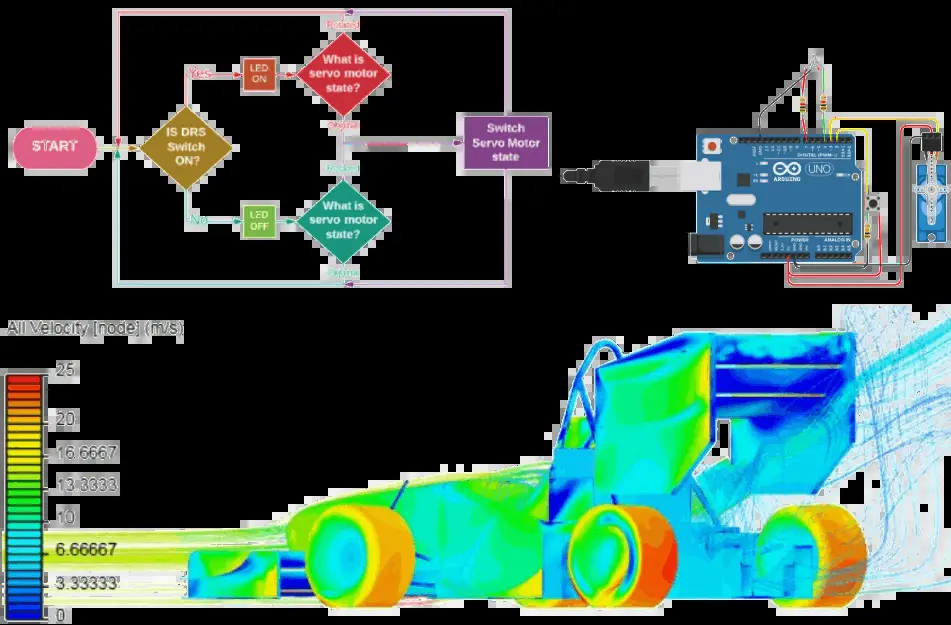 Rotated
What is
servo motor
state?
Yes
LED
ON
Original
START
IS DRS
Switch
ON?
Switch
Servo Motor
state
Rotated
No
LED
OFF
What is
servo motor
state?
Original
DIGITAL (PWM~)
UNO
ARDUINO
POWER
ANALOG IN
All Velocity [node] (m/s)
25
20
16.6667
13.3333
10
6.66667
3.33333
0